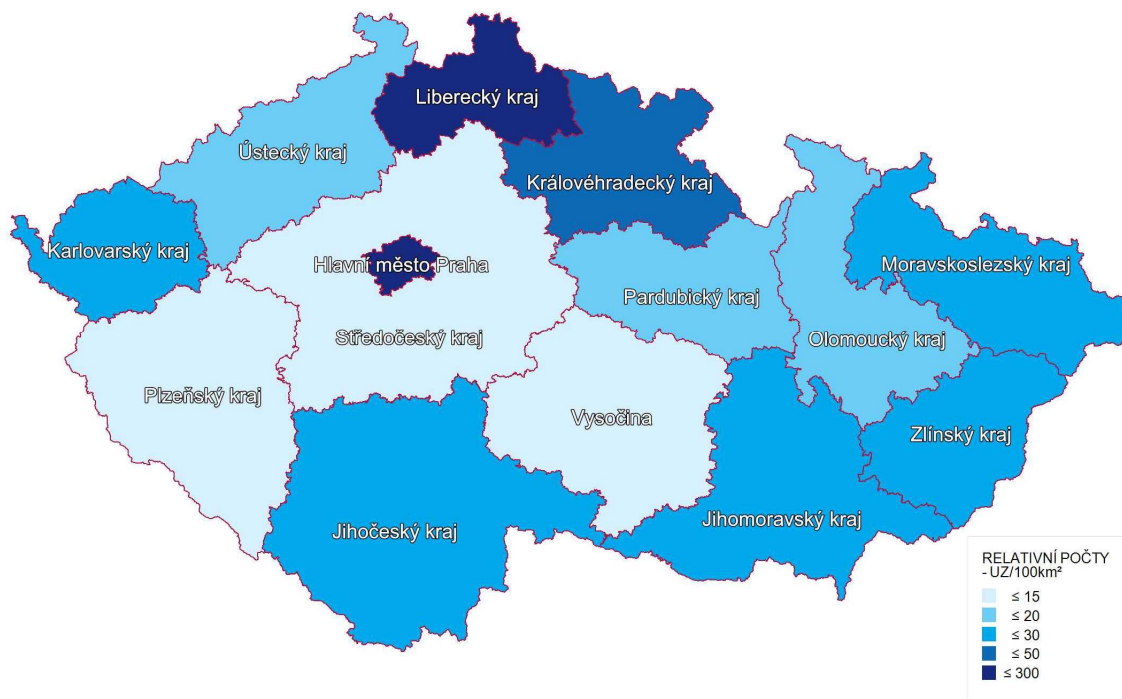 Liberecký kraj
Ústecký kraj
Královéhradecký kraj
Karlovarský kraj
Hlavní město Praha
Moravskoslezský kraj
Pardubický kraj
Středočeský kraj
Olomoucký kraj
Plzeňský kraj
Vysočina
Zlínský kraj
Jihočeský kraj
Jihomoravský kraj
RELATIVNÍ POČTY
- UZ/100km²
≤ 15
≤ 20
≤ 30
≤ 50
≤ 300